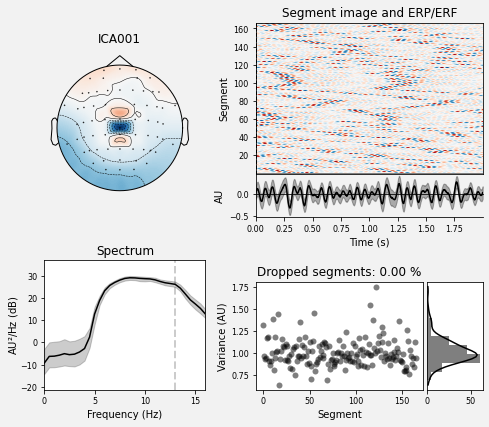 ICA001
Segment image and ERP/ERF
160
140
120
100
80
60
40
20
Segment
0.0
−0.5
AU
0.00 0.25 0.50 0.75 1.00 1.25 1.50 1.75
Time (s)
Spectrum
30
20
10
0
−10
−20
AU²/Hz (dB)
0 5 10 15
Frequency (Hz)
Dropped segments: 0.00 %
1.75
1.50
1.25
1.00
0.75
Variance (AU)
0 50 100 150
Segment
0 50